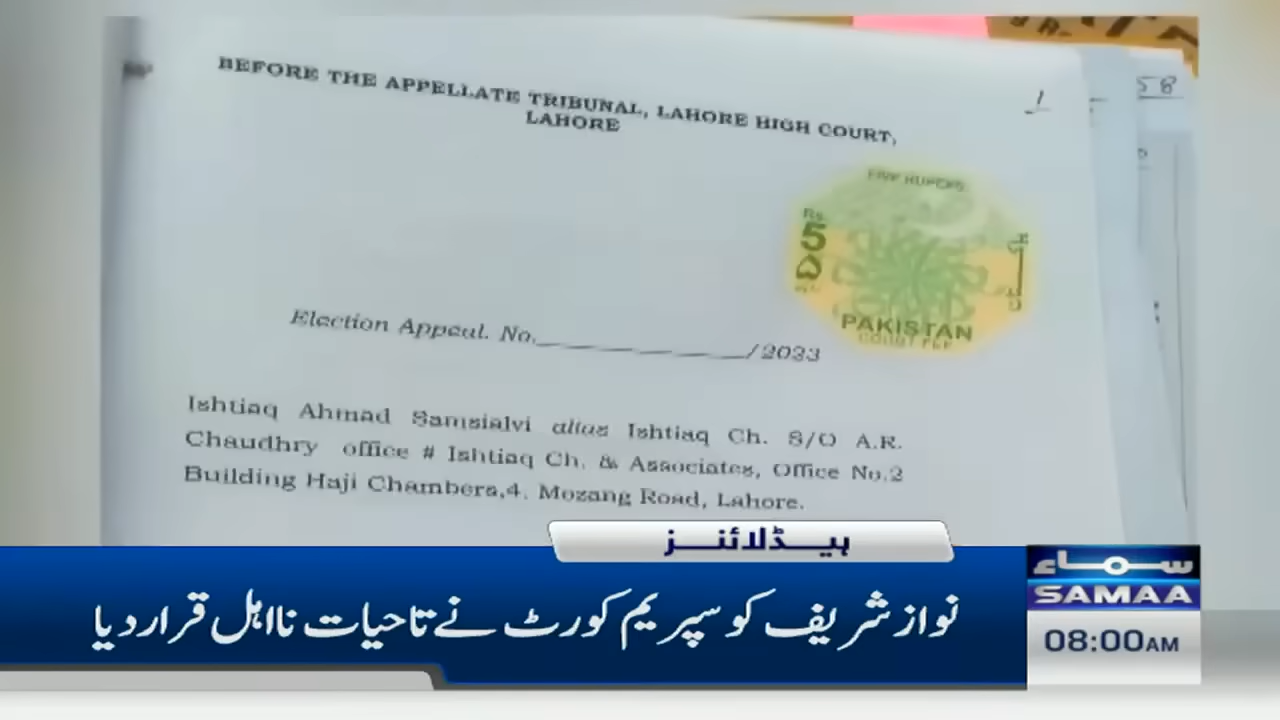 BEFORE THE APPELLATE TRIBUNAL, LAHORE HIGH COURT,
LAHORE
1
58
FIVE RUPEES
Rs.
5
PAKISTAN
COURT FEE
Election Appeal. No.____________/2033
Ishtiaq Ahmad Samsialvi alias Ishtiaq Ch. S/O A.R.
Chaudhry office # Ishtiaq Ch. & Associates, Office No.2
Building Haji Chambers,4, Mozang Road, Lahore.
ہیڈلائنز
نواز شریف کو سپریم کورٹ نے تاحیات نااہل قرار دیا
سماء
SAMAA
08:00AM